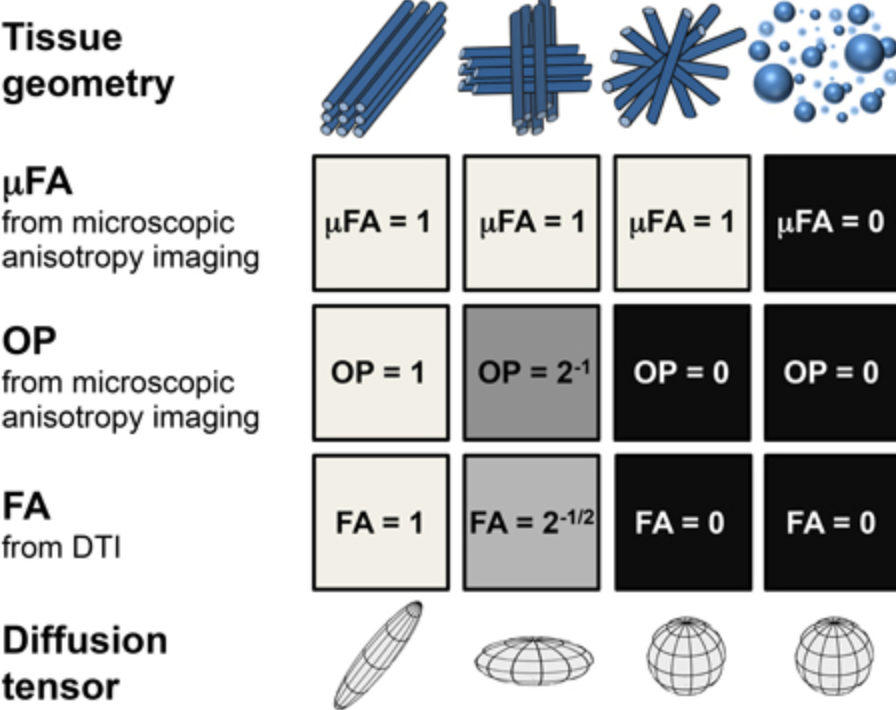 Tissue
geometry
μFA
from microscopic
anisotropy imaging
μFA = 1
μFA = 1
μFA = 1
μFA = 0
OP
from microscopic
anisotropy imaging
OP = 1
OP = 2⁻¹
OP = 0
OP = 0
FA
from DTI
FA = 1
FA = 2⁻¹/²
FA = 0
FA = 0
Diffusion
tensor